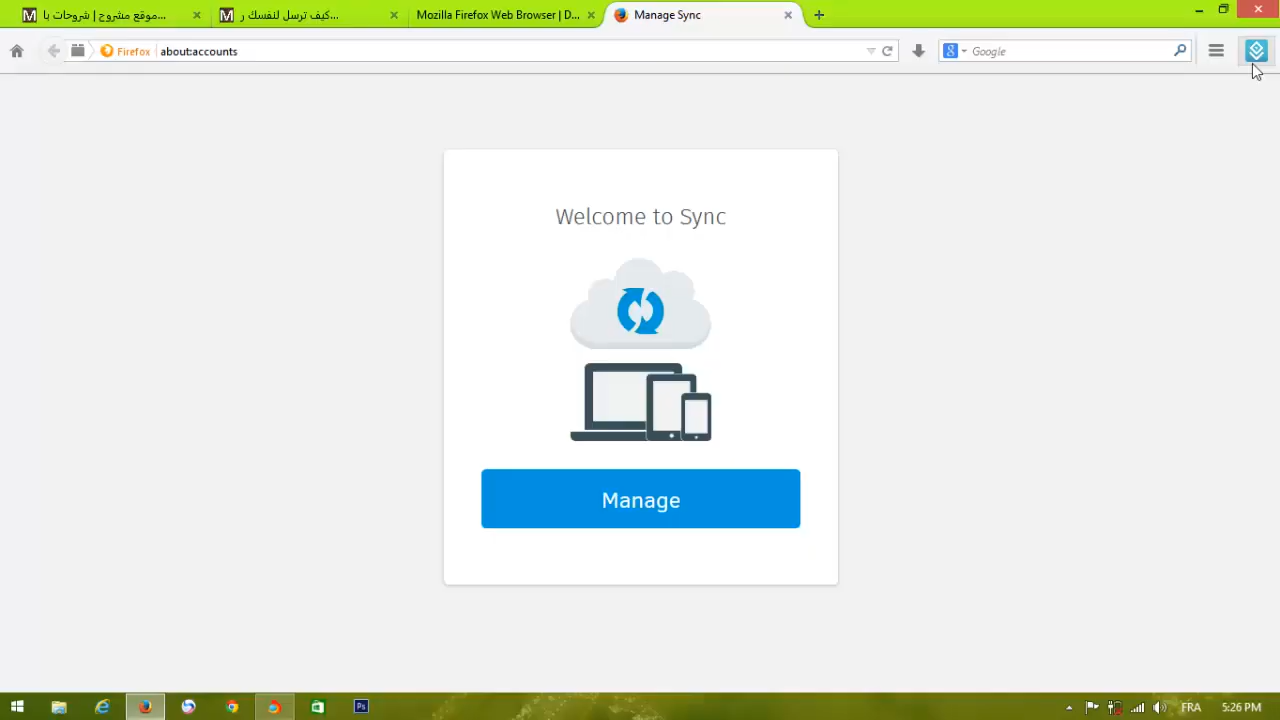 موقع مشروح | شروحات با...
كيف ترسل لنفسك ر...
Mozilla Firefox Web Browser | D...
Manage Sync
Firefox
about:accounts
Google
Welcome to Sync
Manage
Ps
FRA
5:26 PM